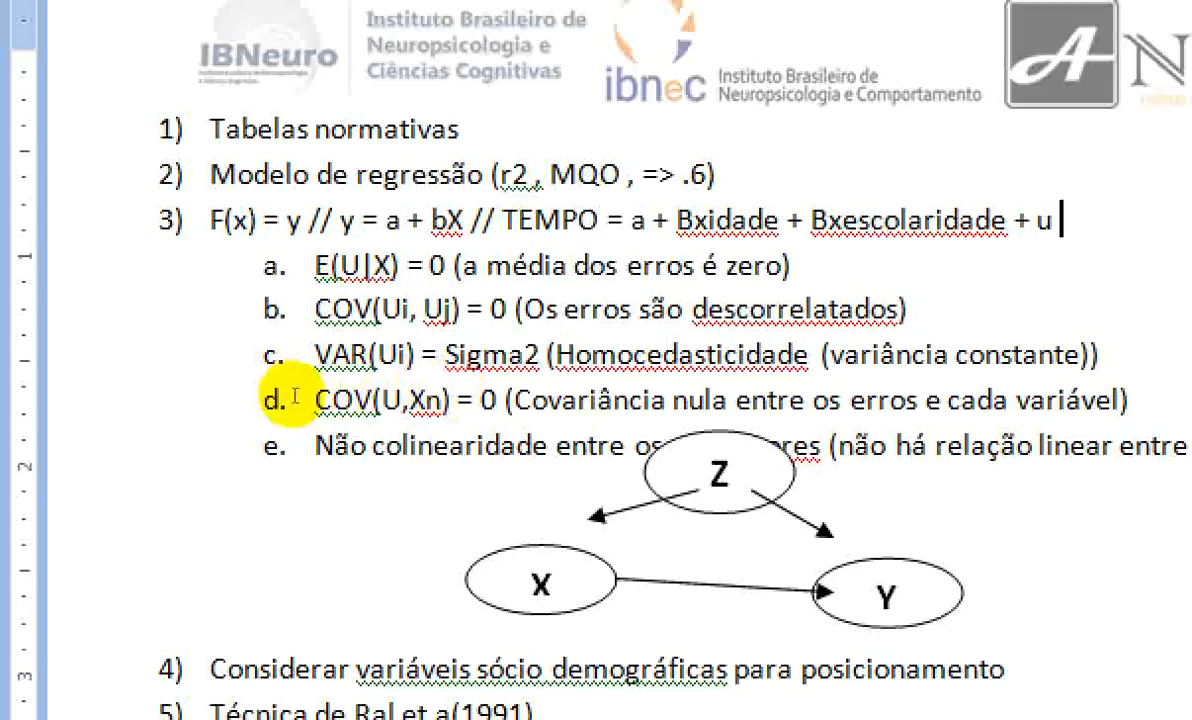 IBNeuro
Instituto Brasileiro de
Neuropsicologia e
Ciências Cognitivas
ibnec
Instituto Brasileiro de
Neuropsicologia e Comportamento
A
N
1) Tabelas normativas
2) Modelo de regressão (r2 , MQO , => .6)
3) F(x) = y // y = a + bX // TEMPO = a + Bxidade + Bxescolaridade + u
a. E(U|X) = 0 (a média dos erros é zero)
b. COV(Ui, Uj) = 0 (Os erros são descorrelatados)
c. VAR(Ui) = Sigma2 (Homocedasticidade (variância constante))
d. COV(U,Xn) = 0 (Covariância nula entre os erros e cada variável)
e. Não colinearidade entre os res (não há relação linear entre
Z
X
Y
4) Considerar variáveis sócio demográficas para posicionamento
5) Técnica de Ral et a(1991)
1
2
3